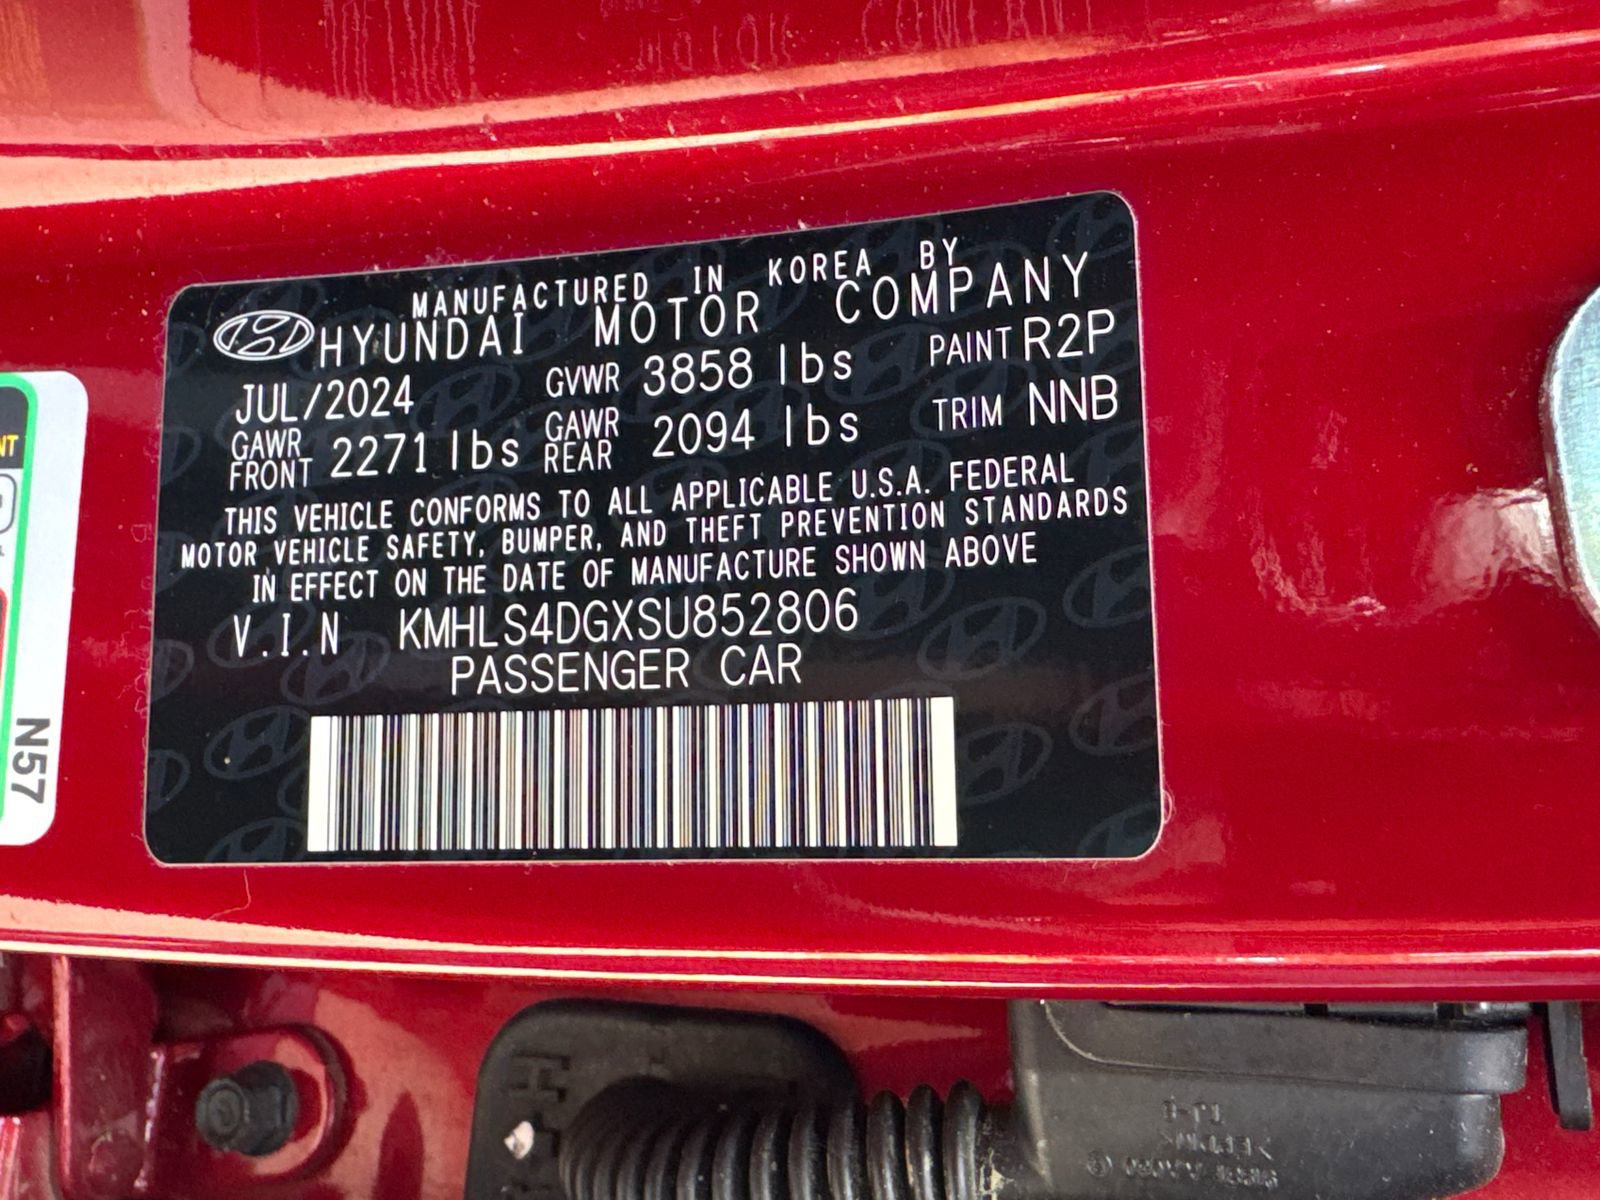 MANUFACTURED IN KOREA BY
HYUNDAI MOTOR COMPANY
JUL/2024 GVWR 3858 lbs PAINT R2P
GAWR FRONT 2271 lbs GAWR REAR 2094 lbs TRIM NNB
THIS VEHICLE CONFORMS TO ALL APPLICABLE U.S.A. FEDERAL
MOTOR VEHICLE SAFETY, BUMPER, AND THEFT PREVENTION STANDARDS
IN EFFECT ON THE DATE OF MANUFACTURE SHOWN ABOVE
V.I.N KMHLS4DGXSU852806
PASSENGER CAR
N57